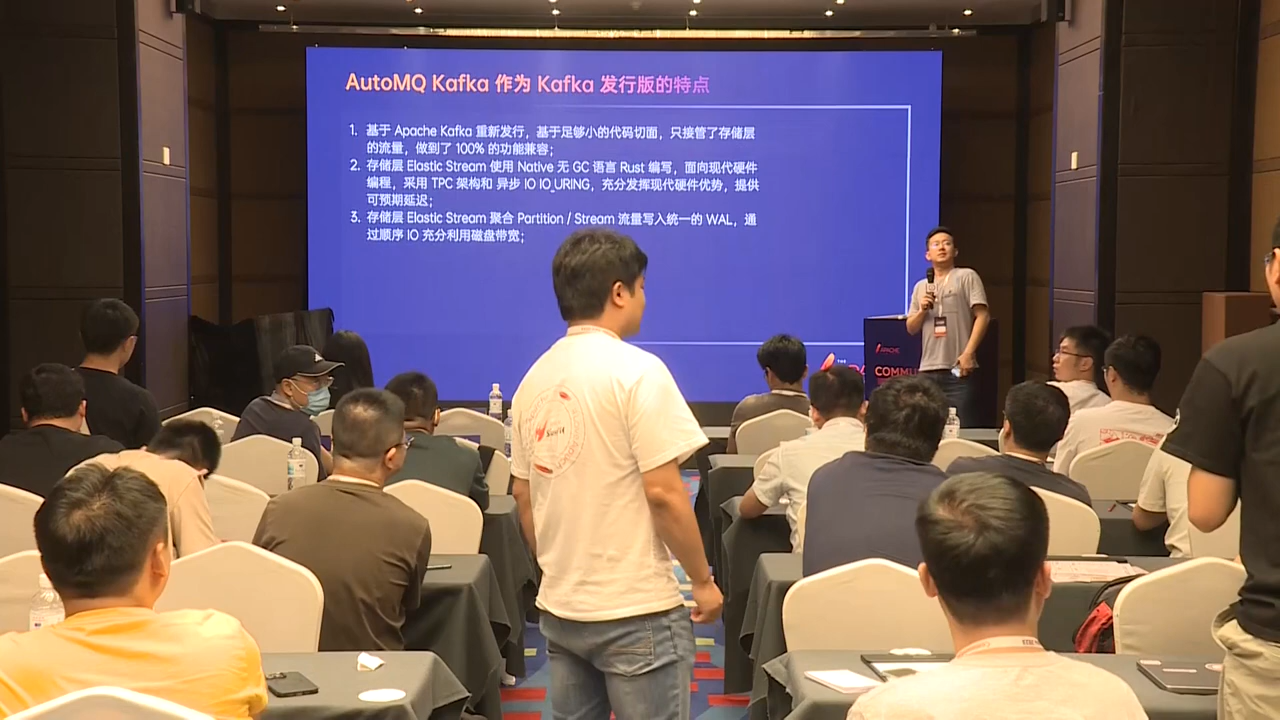 AutoMQ Kafka 作为 Kafka 发行版的特点
1. 基于 Apache Kafka 重新发行，基于足够小的代码切面，只接管了存储层
的流量，做到了 100% 的功能兼容；
2. 存储层 Elastic Stream 使用 Native 无 GC 语言 Rust 编写，面向现代硬件
编程，采用 TPC 架构和 异步 IO IO_URING，充分发挥现代硬件优势，提供
可预期延迟；
3. 存储层 Elastic Stream 聚合 Partition / Stream 流量写入统一的 WAL，通
过顺序 IO 充分利用磁盘带宽；
THE
APACHE
COMMU